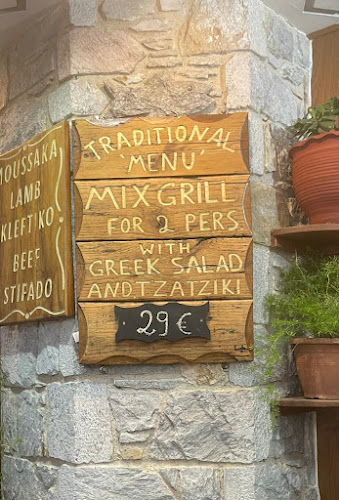 MOUSSAKA
LAMB
KLEFTIKO
BEEF
STIFADO
TRADITIONAL
'MENU'
MIX GRILL
FOR 2 PERS
WITH
GREEK SALAD
AND, TZATZIKI
29 €